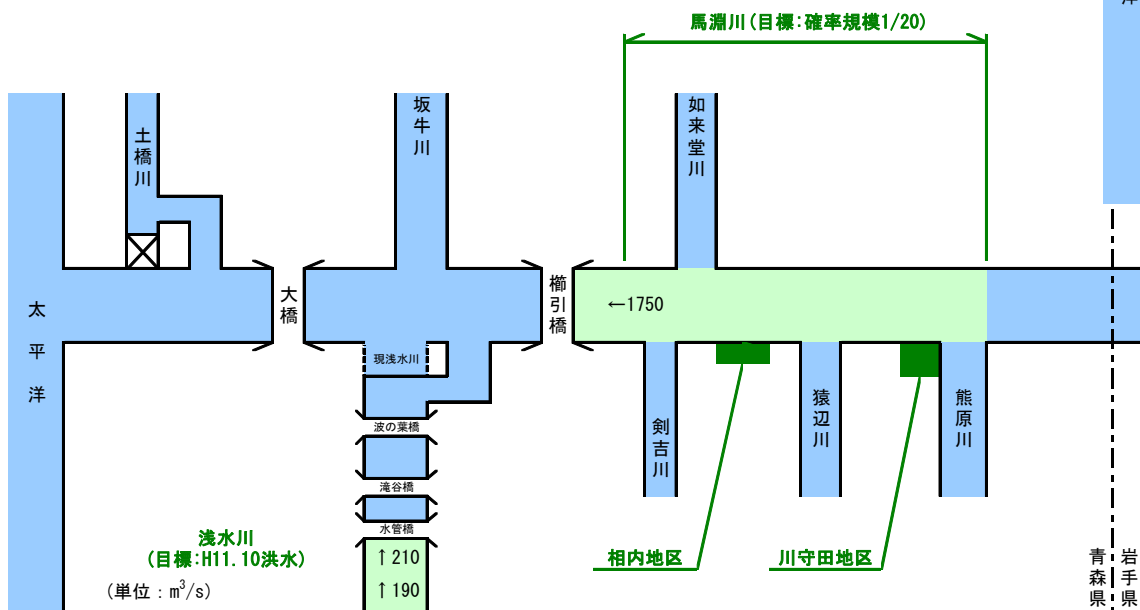 馬淵川(目標:確率規模1/20)
洋
土橋川
坂牛川
如来堂川
太平洋
大橋
櫛引橋
←1750
現浅水川
波の葉橋
滝谷橋
水管橋
剣吉川
猿辺川
熊原川
浅水川
(目標:H11.10洪水)
(単位：m³/s)
↑210
↑190
相内地区
川守田地区
青森県
岩手県